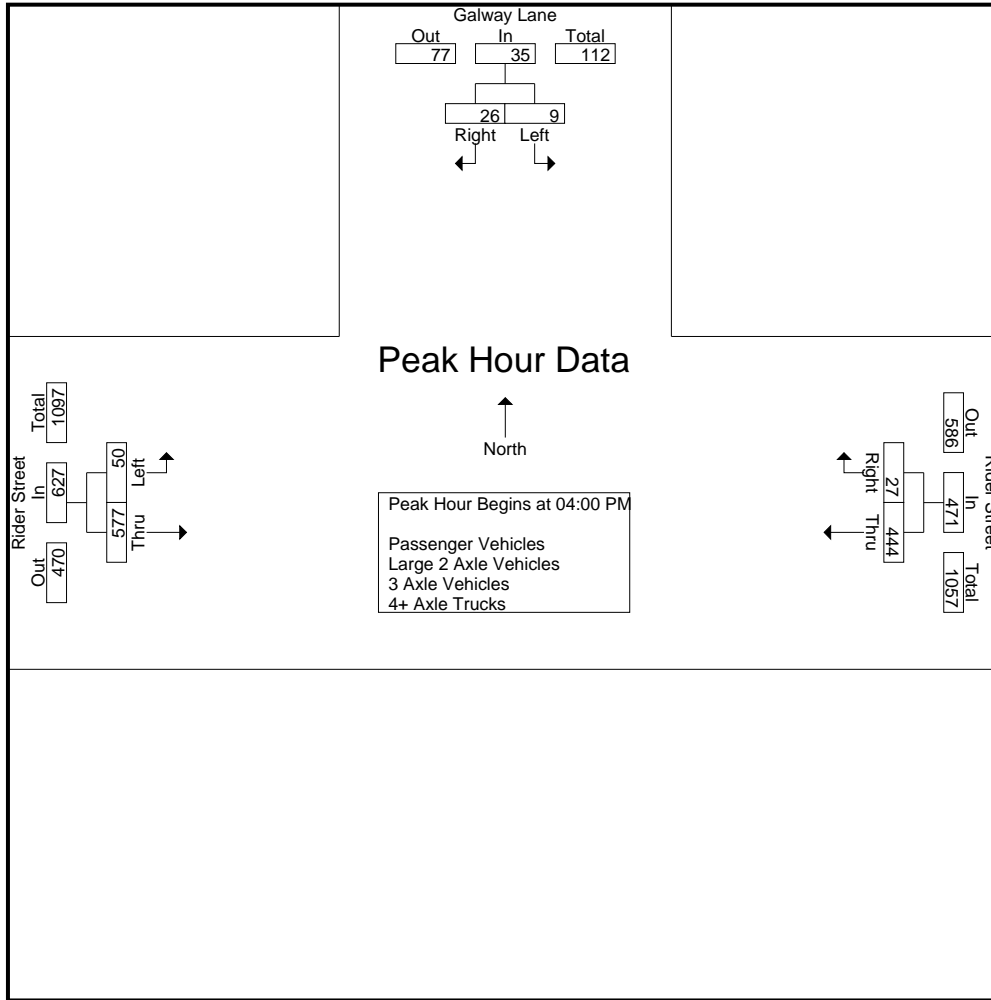 Galway Lane
Out In Total
77 35 112
26 9
Right Left
Peak Hour Data
North
Peak Hour Begins at 04:00 PM
Passenger Vehicles
Large 2 Axle Vehicles
3 Axle Vehicles
4+ Axle Trucks
Rider Street
Out In Total
470 627 1097
Left
50
Thru
577
Rider Street
Out In Total
586 471 1057
Right
27
Thru
444